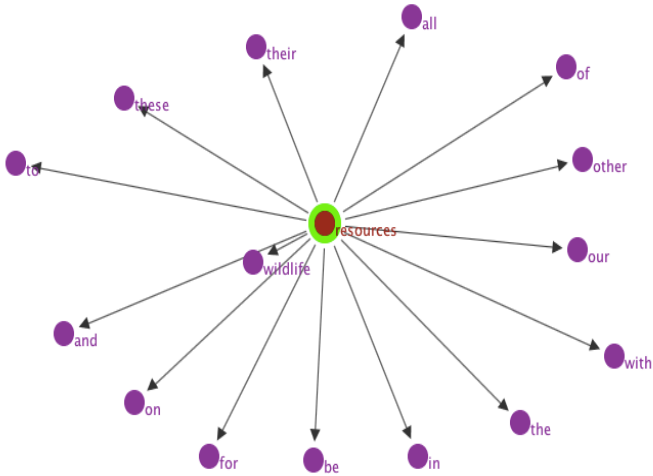 all
their
of
these
other
to
resources
our
wildlife
and
with
on
the
for
be
in